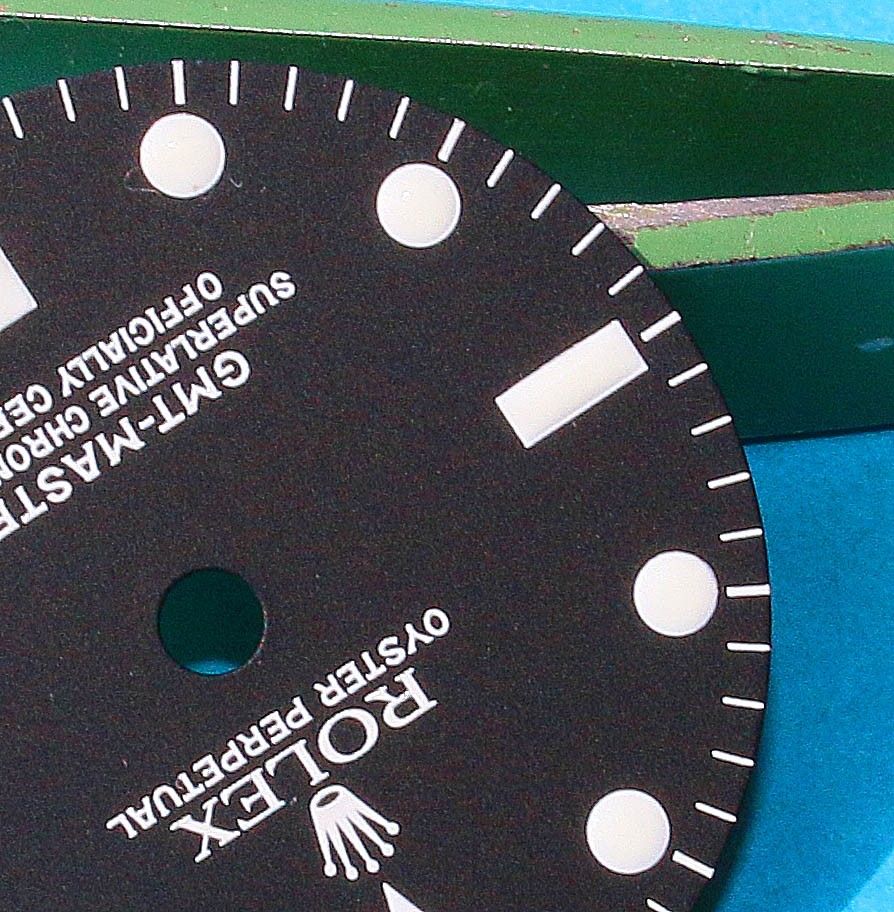 ROLEX
OYSTER PERPETUAL
GMT-MASTE
SUPERLATIVE CHRON
OFFICIALLY CE